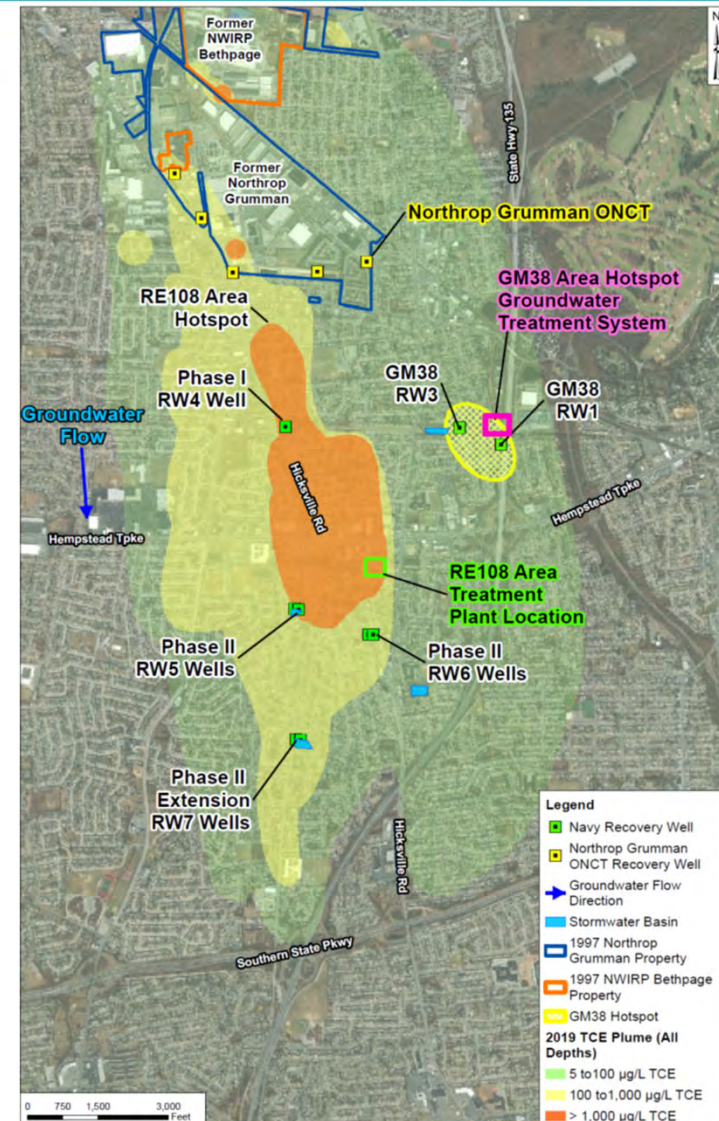 N
Former
NWIRP
Bethpage
State Hwy 135
Former
Northrop
Grumman
Northrop Grumman ONCT
RE108 Area
Hotspot
GM38 Area Hotspot
Groundwater
Treatment System
Phase I
RW4 Well
GM38
RW3
GM38
RW1
Groundwater
Flow
Hicksville Rd
Hempstead Tpke
Hempstead Tpke
RE108 Area
Treatment
Plant Location
Phase II
RW5 Wells
Phase II
RW6 Wells
Phase II
Extension
RW7 Wells
Hicksville Rd
Southern State Pkwy
Legend
Navy Recovery Well
Northrop Grumman
ONCT Recovery Well
Groundwater Flow
Direction
Stormwater Basin
1997 Northrop
Grumman Property
1997 NWIRP Bethpage
Property
GM38 Hotspot
2019 TCE Plume (All
Depths)
5 to100 µg/L TCE
100 to1,000 µg/L TCE
> 1,000 µg/L TCE
0 750 1,500 3,000
Feet